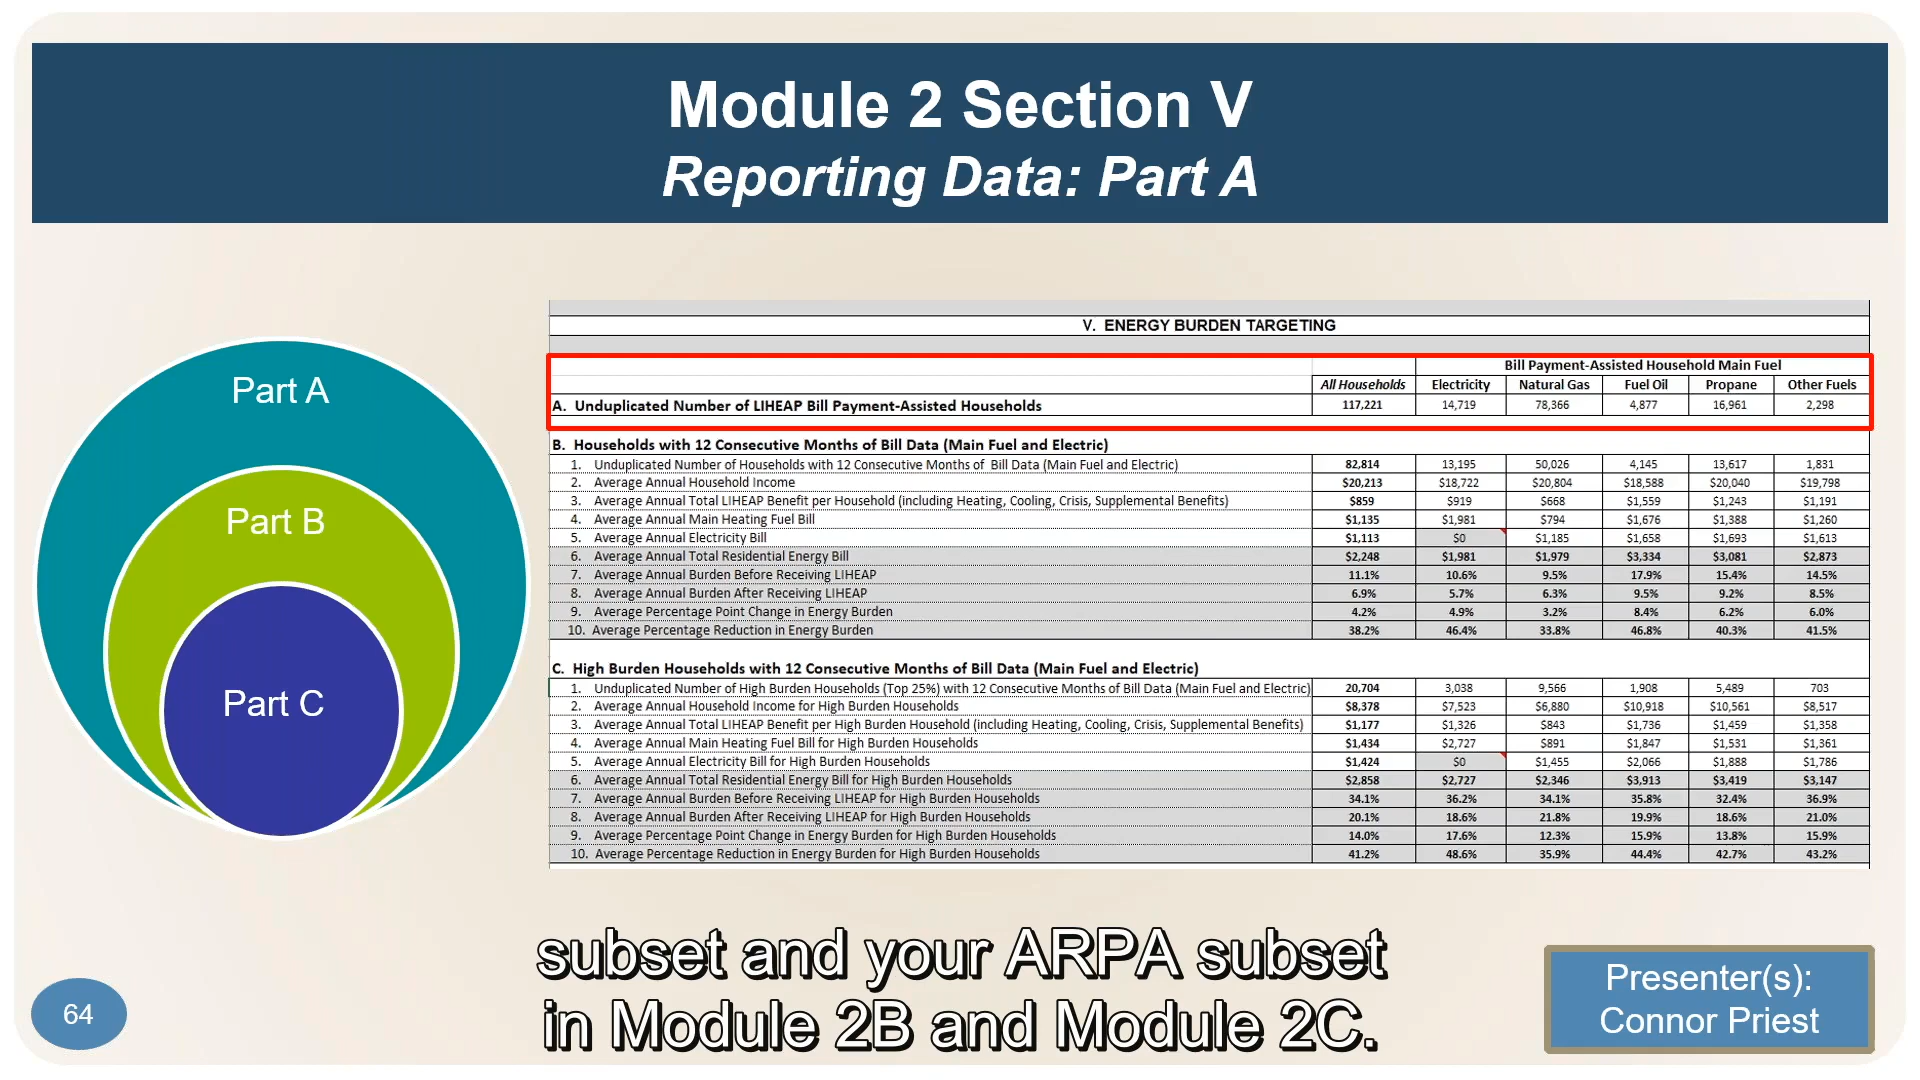 Module 2 Section V
Reporting Data: Part A
Part A
Part B
Part C
V. ENERGY BURDEN TARGETING
Bill Payment-Assisted Household Main Fuel
All Households Electricity Natural Gas Fuel Oil Propane Other Fuels
A. Unduplicated Number of LIHEAP Bill Payment-Assisted Households 117,221 14,719 78,366 4,877 16,961 2,298
B. Households with 12 Consecutive Months of Bill Data (Main Fuel and Electric)
1. Unduplicated Number of Households with 12 Consecutive Months of Bill Data (Main Fuel and Electric) 82,814 13,195 50,026 4,145 13,617 1,831
2. Average Annual Household Income $20,213 $18,722 $20,804 $18,588 $20,040 $19,798
3. Average Annual Total LIHEAP Benefit per Household (including Heating, Cooling, Crisis, Supplemental Benefits) $859 $919 $668 $1,559 $1,243 $1,191
4. Average Annual Main Heating Fuel Bill $1,135 $1,981 $794 $1,676 $1,388 $1,260
5. Average Annual Electricity Bill $1,113 $0 $1,185 $1,658 $1,693 $1,613
6. Average Annual Total Residential Energy Bill $2,248 $1,981 $1,979 $3,334 $3,081 $2,873
7. Average Annual Burden Before Receiving LIHEAP 11.1% 10.6% 9.5% 17.9% 15.4% 14.5%
8. Average Annual Burden After Receiving LIHEAP 6.9% 5.7% 6.3% 9.5% 9.2% 8.5%
9. Average Percentage Point Change in Energy Burden 4.2% 4.9% 3.2% 8.4% 6.2% 6.0%
10. Average Percentage Reduction in Energy Burden 38.2% 46.4% 33.8% 46.8% 40.3% 41.5%
C. High Burden Households with 12 Consecutive Months of Bill Data (Main Fuel and Electric)
1. Unduplicated Number of High Burden Households (Top 25%) with 12 Consecutive Months of Bill Data (Main Fuel and Electric) 20,704 3,038 9,566 1,908 5,489 703
2. Average Annual Household Income for High Burden Households $8,378 $7,523 $6,880 $10,918 $10,561 $8,517
3. Average Annual Total LIHEAP Benefit per High Burden Household (including Heating, Cooling, Crisis, Supplemental Benefits) $1,177 $1,326 $843 $1,736 $1,459 $1,358
4. Average Annual Main Heating Fuel Bill for High Burden Households $1,434 $2,727 $891 $1,847 $1,531 $1,361
5. Average Annual Electricity Bill for High Burden Households $1,424 $0 $1,455 $2,066 $1,888 $1,786
6. Average Annual Total Residential Energy Bill for High Burden Households $2,858 $2,727 $2,346 $3,913 $3,419 $3,147
7. Average Annual Burden Before Receiving LIHEAP for High Burden Households 34.1% 36.2% 34.1% 35.8% 32.4% 36.9%
8. Average Annual Burden After Receiving LIHEAP for High Burden Households 20.1% 18.6% 21.8% 19.9% 18.6% 21.0%
9. Average Percentage Point Change in Energy Burden for High Burden Households 14.0% 17.6% 12.3% 15.9% 13.8% 15.9%
10. Average Percentage Reduction in Energy Burden for High Burden Households 41.2% 48.6% 35.9% 44.4% 42.7% 43.2%
subset and your ARPA subset
in Module 2B and Module 2C.
64
Presenter(s):
Connor Priest